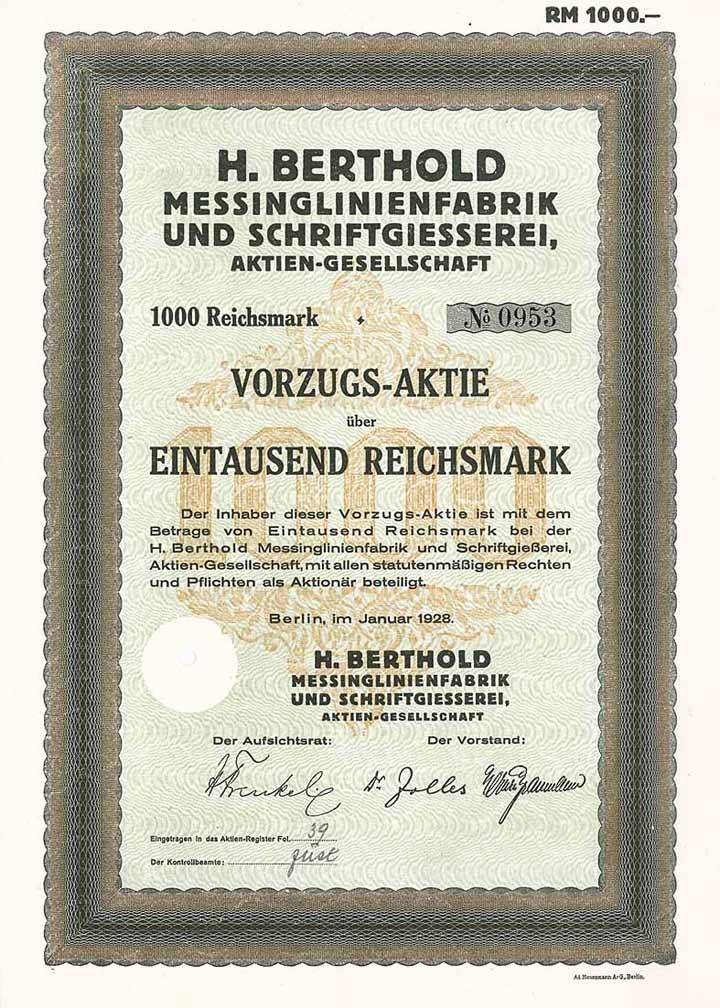 RM 1000.—
H. BERTHOLD
MESSINGLINIENFABRIK
UND SCHRIFTGIESSEREI,
AKTIEN-GESELLSCHAFT
1000 Reichsmark № 0953
VORZUGS-AKTIE
über
EINTAUSEND REICHSMARK
1000
Der Inhaber dieser Vorzugs-Aktie ist mit dem
Betrage von Eintausend Reichsmark bei der
H. Berthold Messinglinienfabrik und Schriftgießerei,
Aktien-Gesellschaft, mit allen statutenmäßigen Rechten
und Pflichten als Aktionär beteiligt.
Berlin, im Januar 1928.
H. BERTHOLD
MESSINGLINIENFABRIK
UND SCHRIFTGIESSEREI,
AKTIEN-GESELLSCHAFT
Der Aufsichtsrat: Der Vorstand:
Dr. Jolles
Eingetragen in das Aktien-Register Fol. 39
Der Kontrollbeamte: